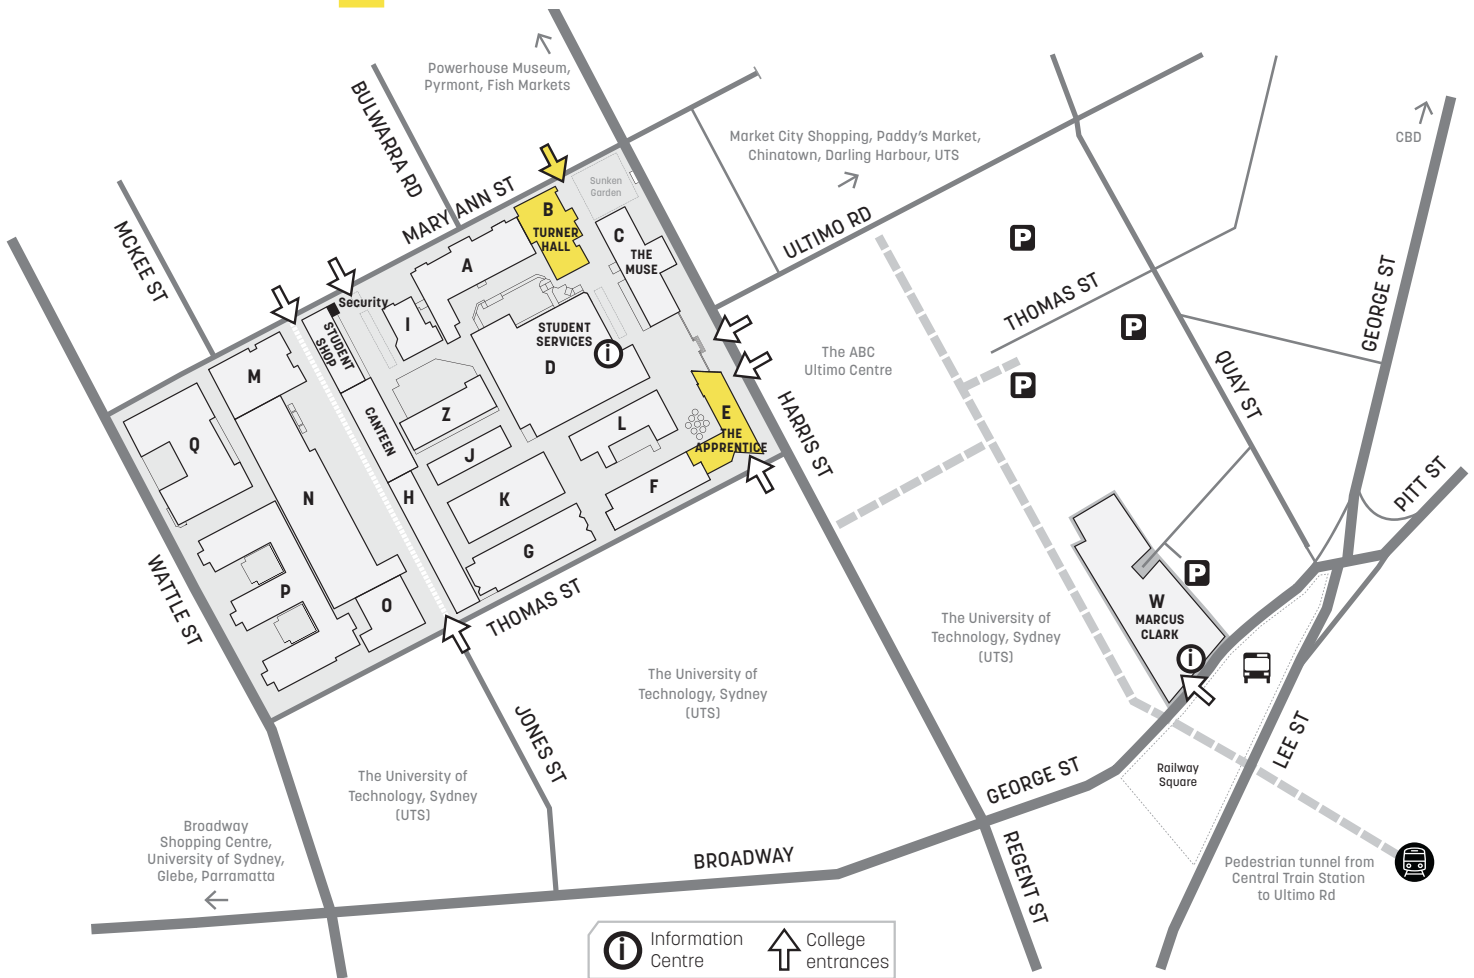 Powerhouse Museum,
Pyrmont, Fish Markets
BULWARRA RD
Market City Shopping, Paddy's Market,
Chinatown, Darling Harbour, UTS
CBD
MARY ANN ST
Sunken
Garden
MCKEE ST
B
TURNER
HALL
C
THE
MUSE
ULTIMO RD
P
A
Security
I
STUDENT
SHOP
STUDENT
SERVICES
i
D
THOMAS ST
P
GEORGE ST
The ABC
Ultimo Centre
P
QUAY ST
M
CANTEEN
Z
L
E
THE
APPRENTICE
HARRIS ST
Q
J
N
H
K
F
G
PITT ST
WATTLE ST
P
O
THOMAS ST
P
W
MARCUS
CLARK
i
The University of
Technology, Sydney
(UTS)
The University of
Technology, Sydney
(UTS)
JONES ST
LEE ST
The University of
Technology, Sydney
(UTS)
GEORGE ST
Railway
Square
Broadway
Shopping Centre,
University of Sydney,
Glebe, Parramatta
BROADWAY
REGENT ST
Pedestrian tunnel from
Central Train Station
to Ultimo Rd
i
Information
Centre
College
entrances